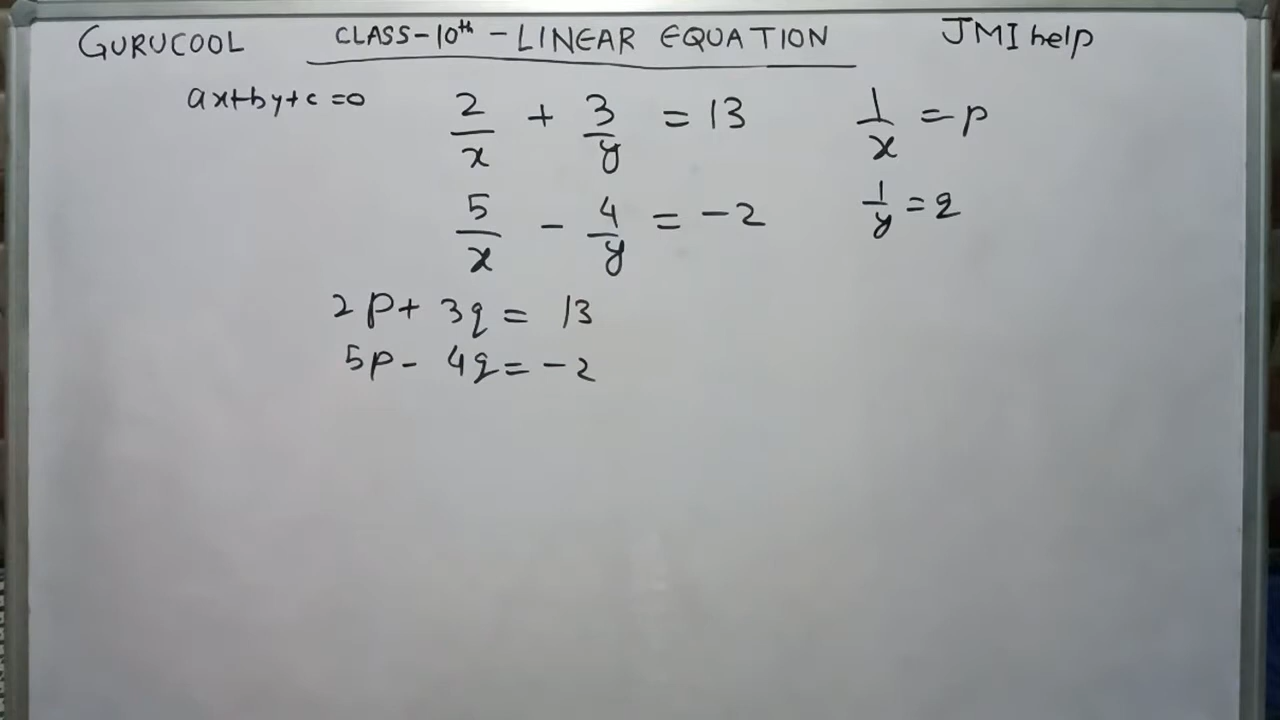 GURUCOOL CLASS-10th - LINEAR EQUATION JMI help
ax+by+c=0
2/x + 3/y = 13 1/x = p
5/x - 4/y = -2 1/y = q
2p+ 3q = 13
5p- 4q = -2